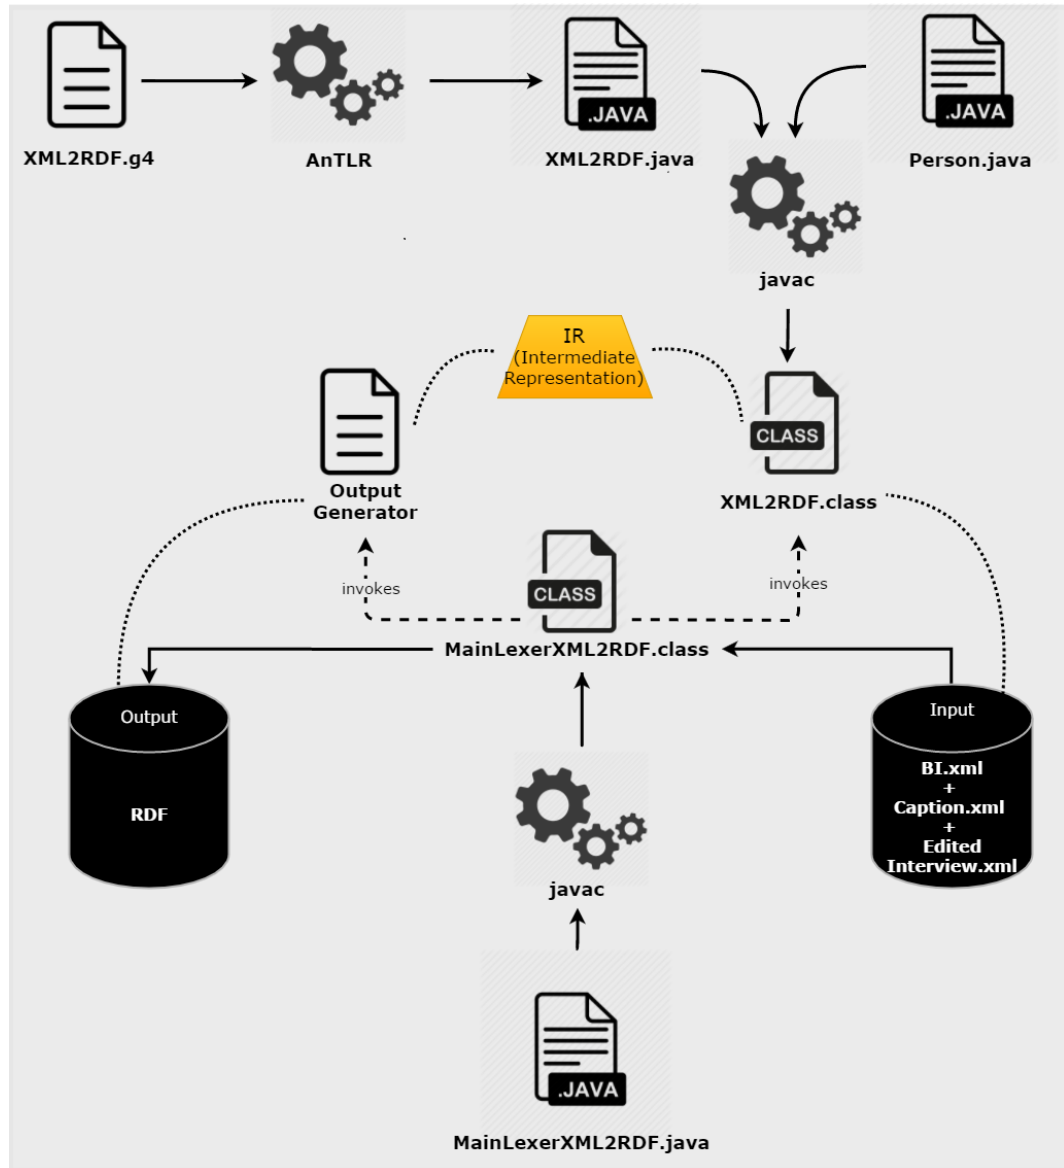 .JAVA
.JAVA
XML2RDF.g4
AnTLR
XML2RDF.java
Person.java
javac
IR
(Intermediate
Representation)
CLASS
Output
Generator
XML2RDF.class
invokes
CLASS
invokes
MainLexerXML2RDF.class
Output
RDF
Input
BI.xml
+
Caption.xml
+
Edited
Interview.xml
javac
.JAVA
MainLexerXML2RDF.java